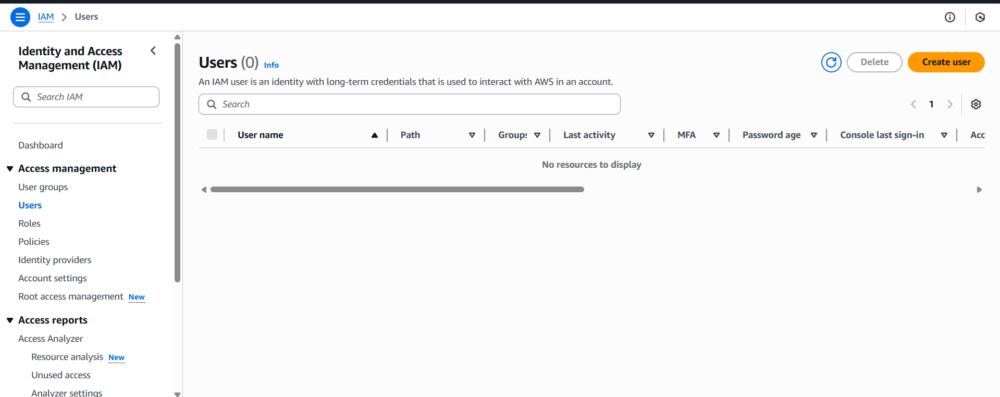 IAM > Users
Identity and Access
Management (IAM)
Search IAM
Dashboard
Access management
User groups
Users
Roles
Policies
Identity providers
Account settings
Root access management New
Access reports
Access Analyzer
Resource analysis New
Unused access
Analyzer settings
Users (0) Info
Delete
Create user
An IAM user is an identity with long-term credentials that is used to interact with AWS in an account.
Search
1
User name Path Groups Last activity MFA Password age Console last sign-in Acc
No resources to display